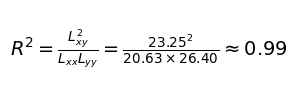 $R^2 = \frac{L_{xy}^2}{L_{xx}L_{yy}} = \frac{23.25^2}{20.63 \times 26.40} \approx 0.99$